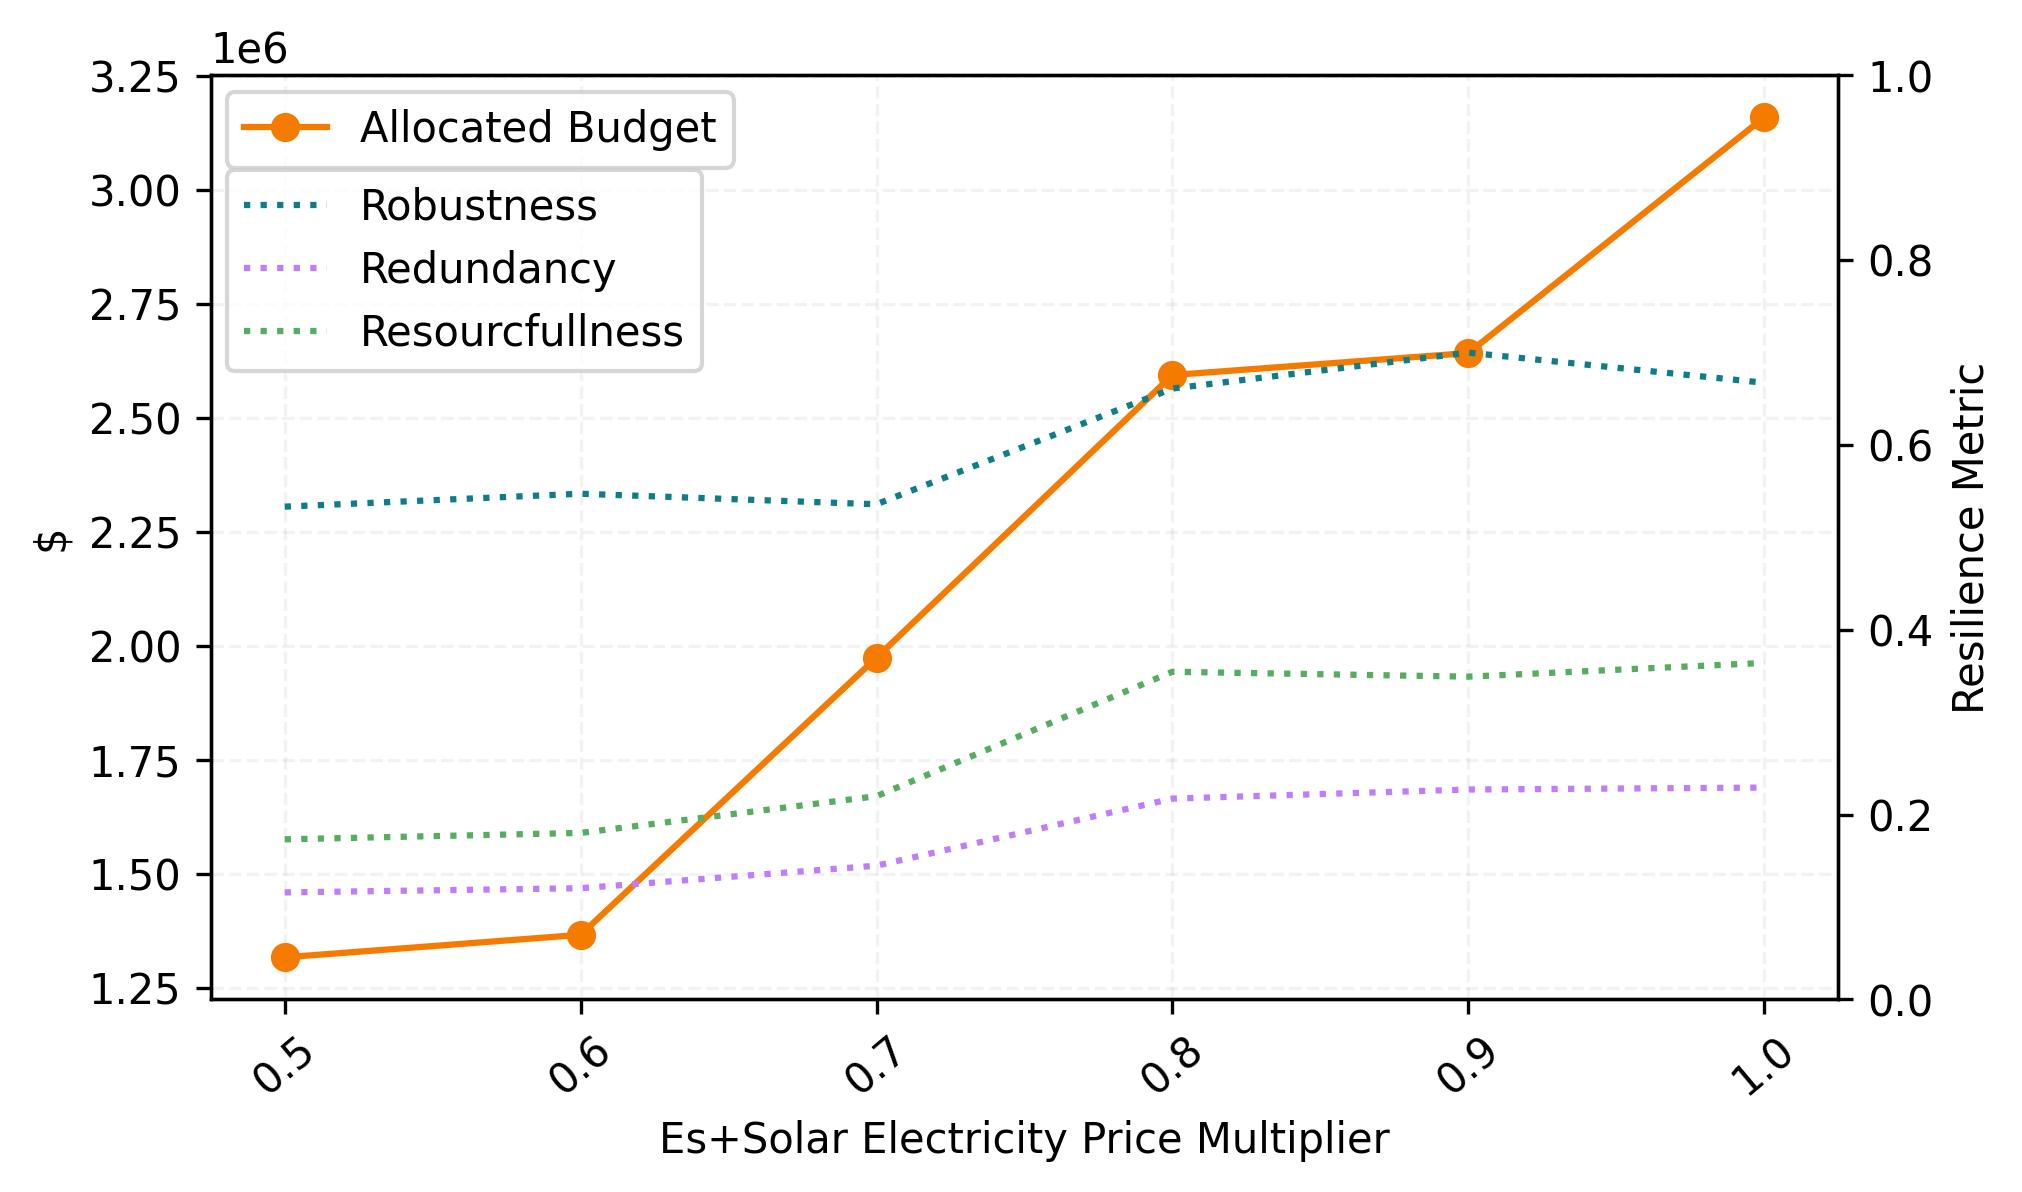 1e6
Allocated Budget
Robustness
Redundancy
Resourcfullness
3.25
3.00
2.75
2.50
2.25
2.00
1.75
1.50
1.25
$
1.0
0.8
0.6
0.4
0.2
0.0
Resilience Metric
0.5 0.6 0.7 0.8 0.9 1.0
Es+Solar Electricity Price Multiplier